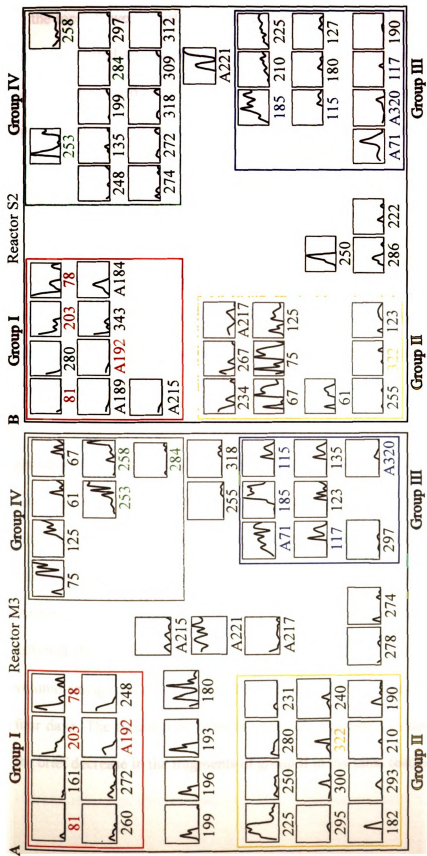 A Group I Reactor M3 Group IV
81 161 203 78 75 125 61 67
260 272 A192 248 253 258
A215 284
199 196 193 180 A221 255 318
225 250 280 231 A217 A71 185 115
295 300 322 240 117 123 135
182 293 210 190 278 274 297 A320
Group II Group III
B Group I Reactor S2 Group IV
81 280 203 78 253 258
A189 A192 343 A184 248 135 199 284 297
A215 274 272 318 309 312
A221
234 267 A217 185 210 225
67 75 125
61 250 115 180 127
255 322 123 286 222 A71 A320 117 190
Group II Group III